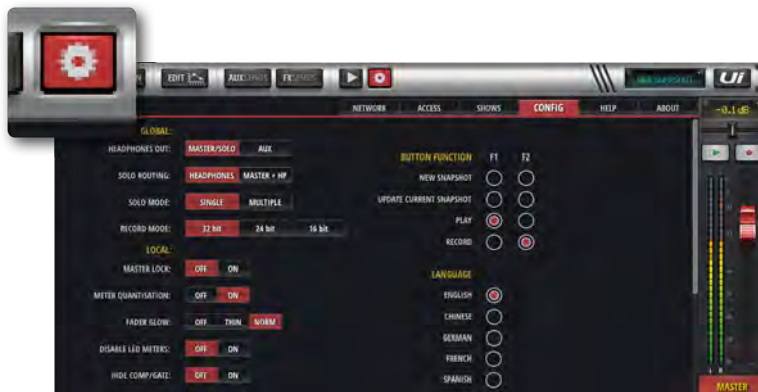 EDIT AUX SENDS FX SENDS Ui
NETWORK ACCESS SHOWS CONFIG HELP ABOUT -0.1 dB
GLOBAL:
HEADPHONES OUT: MASTER/SOLO AUX
SOLO ROUTING: HEADPHONES MASTER + HP
SOLO MODE: SINGLE MULTIPLE
RECORD MODE: 32 bit 24 bit 16 bit
LOCAL:
MASTER LOCK: OFF ON
METER QUANTISATION: OFF ON
FADER GLOW: OFF THIN NORM
DISABLE LED METERS: OFF ON
HIDE COMP/GATE: OFF ON
BUTTON FUNCTION F1 F2
NEW SNAPSHOT
UPDATE CURRENT SNAPSHOT
PLAY
RECORD
LANGUAGE
ENGLISH
CHINESE
GERMAN
FRENCH
SPANISH
L R
MASTER